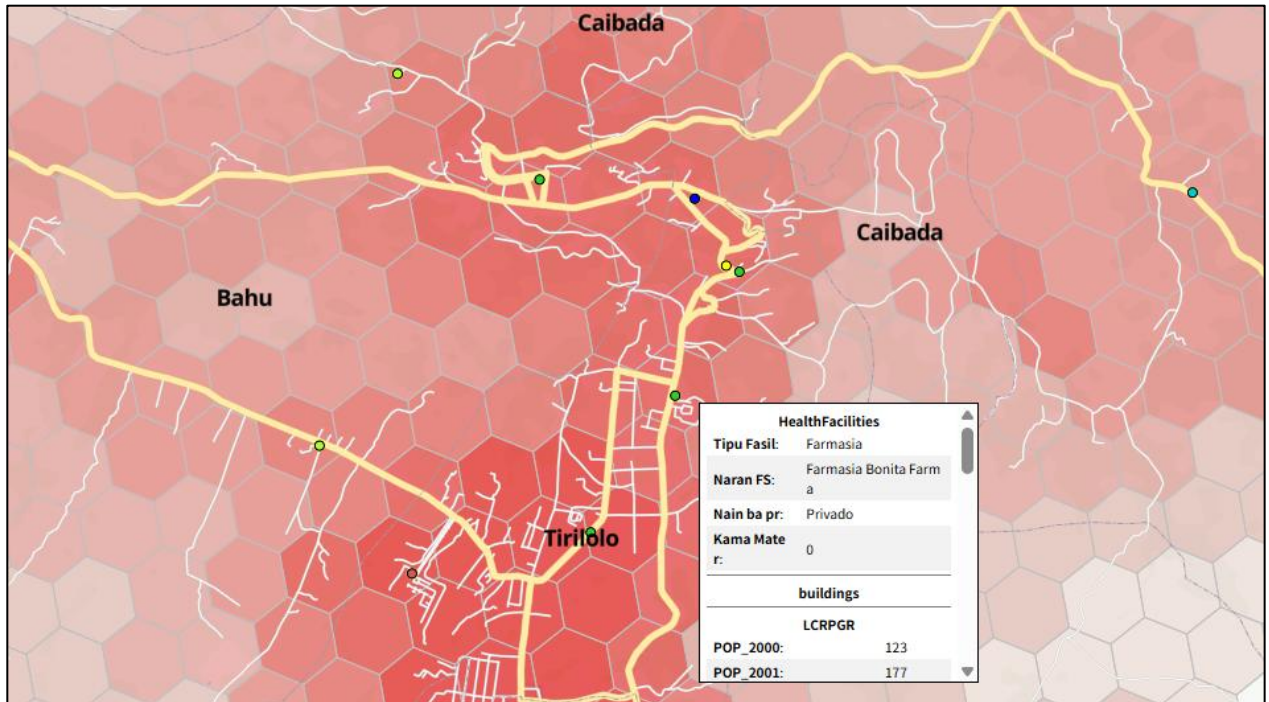 Caibada
Caibada
Bahu
Tirilolo
HealthFacilities
Tipu Fasil: Farmasia
Naran FS: Farmasia Bonita Farm
a
Nain ba pr: Privado
Kama Mate
r: 0
buildings
LCRPGR
POP_2000: 123
POP_2001: 177